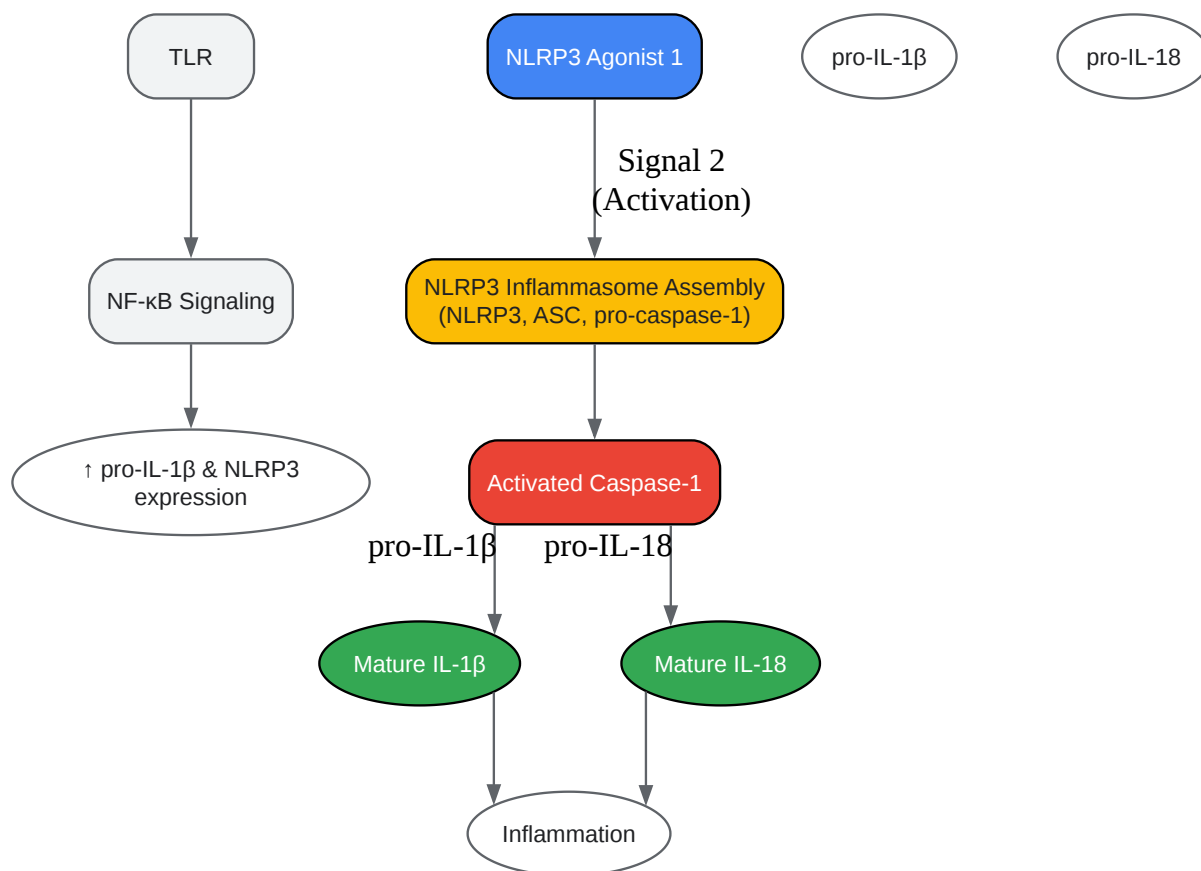 TLR
NLRP3 Agonist 1
pro-IL-1β
pro-IL-18
Signal 2
(Activation)
NF-κB Signaling
NLRP3 Inflammasome Assembly
(NLRP3, ASC, pro-caspase-1)
↑ pro-IL-1β & NLRP3
expression
Activated Caspase-1
pro-IL-1β
pro-IL-18
Mature IL-1β
Mature IL-18
Inflammation